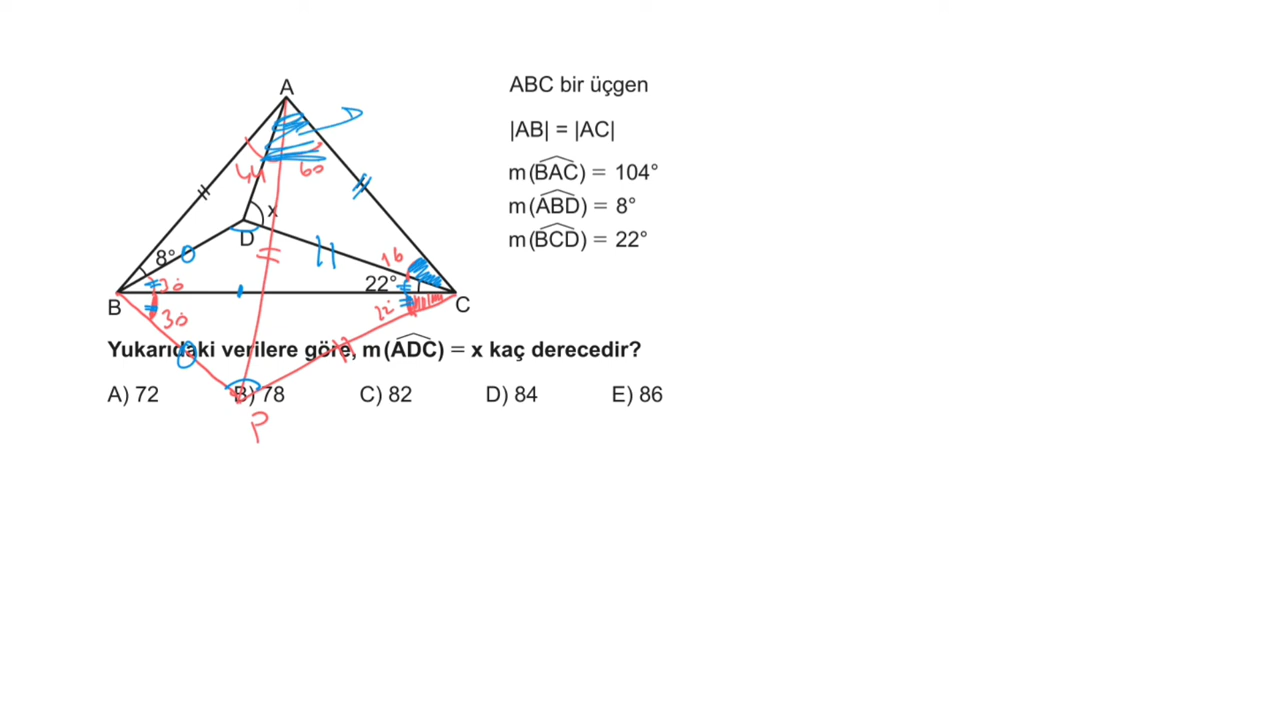 A
ABC bir üçgen
|AB| = |AC|
44 60
m(BAC) = 104°
x
m(ABD) = 8°
D
m(BCD) = 22°
8°
16
30
22°
B
C
30
22
Yukarıdaki verilere göre, m(ADC) = x kaç derecedir?
A) 72 B) 78 C) 82 D) 84 E) 86
P